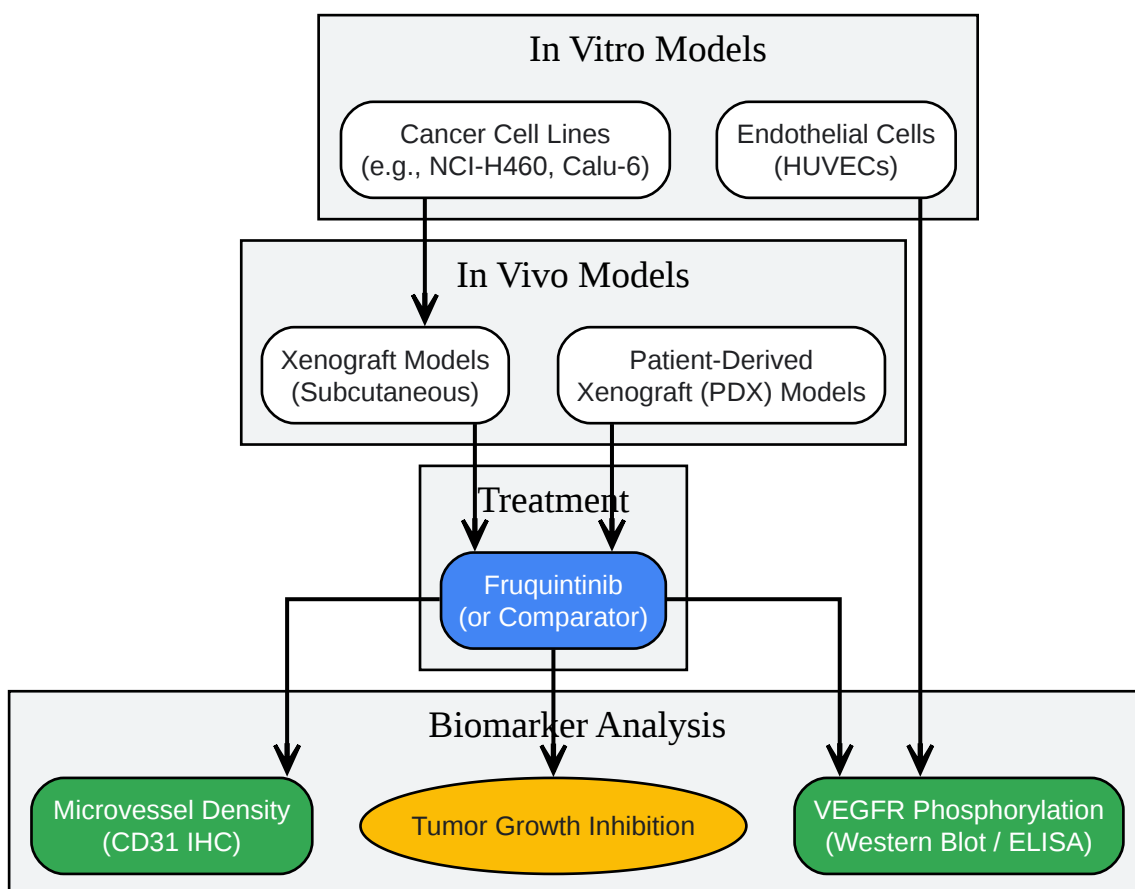 In Vitro Models
Cancer Cell Lines
(e.g., NCI-H460, Calu-6)
Endothelial Cells
(HUVECs)
In Vivo Models
Xenograft Models
(Subcutaneous)
Patient-Derived
Xenograft (PDX) Models
Treatment
Fruquintinib
(or Comparator)
Biomarker Analysis
Microvessel Density
(CD31 IHC)
Tumor Growth Inhibition
VEGFR Phosphorylation
(Western Blot / ELISA)